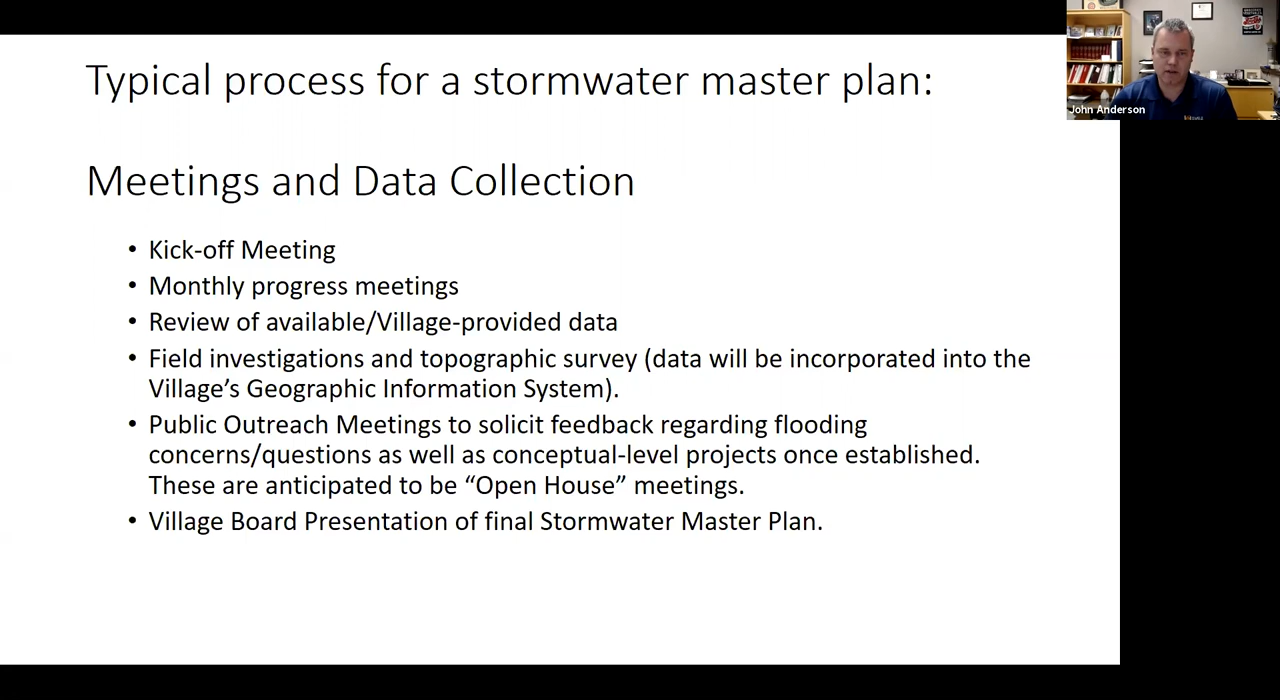 Typical process for a stormwater master plan:
Meetings and Data Collection
• Kick-off Meeting
• Monthly progress meetings
• Review of available/Village-provided data
• Field investigations and topographic survey (data will be incorporated into the
Village’s Geographic Information System).
• Public Outreach Meetings to solicit feedback regarding flooding
concerns/questions as well as conceptual-level projects once established.
These are anticipated to be “Open House” meetings.
• Village Board Presentation of final Stormwater Master Plan.
John Anderson